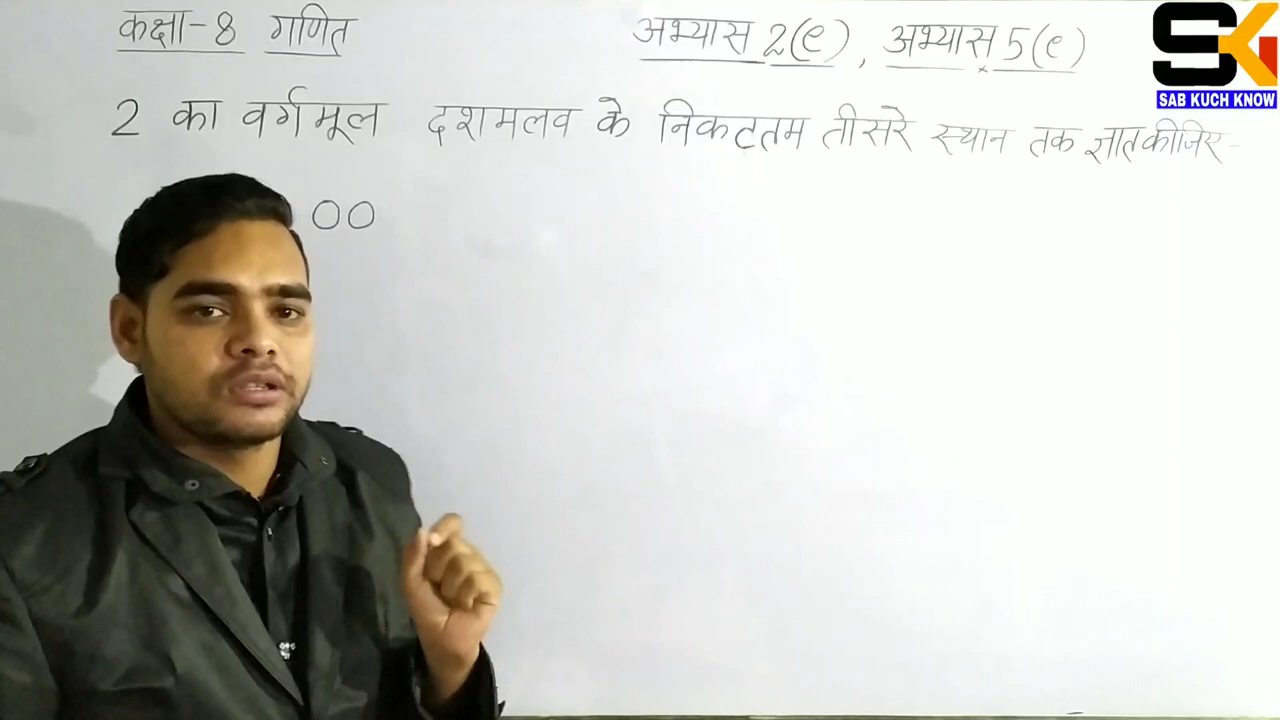 कक्षा-8 गणित
अभ्यास 2(e), अभ्यास 5(e)
SK
SAB KUCH KNOW
2 का वर्गमूल दशमलव के निकटतम तीसरे स्थान तक ज्ञात कीजिए-
00